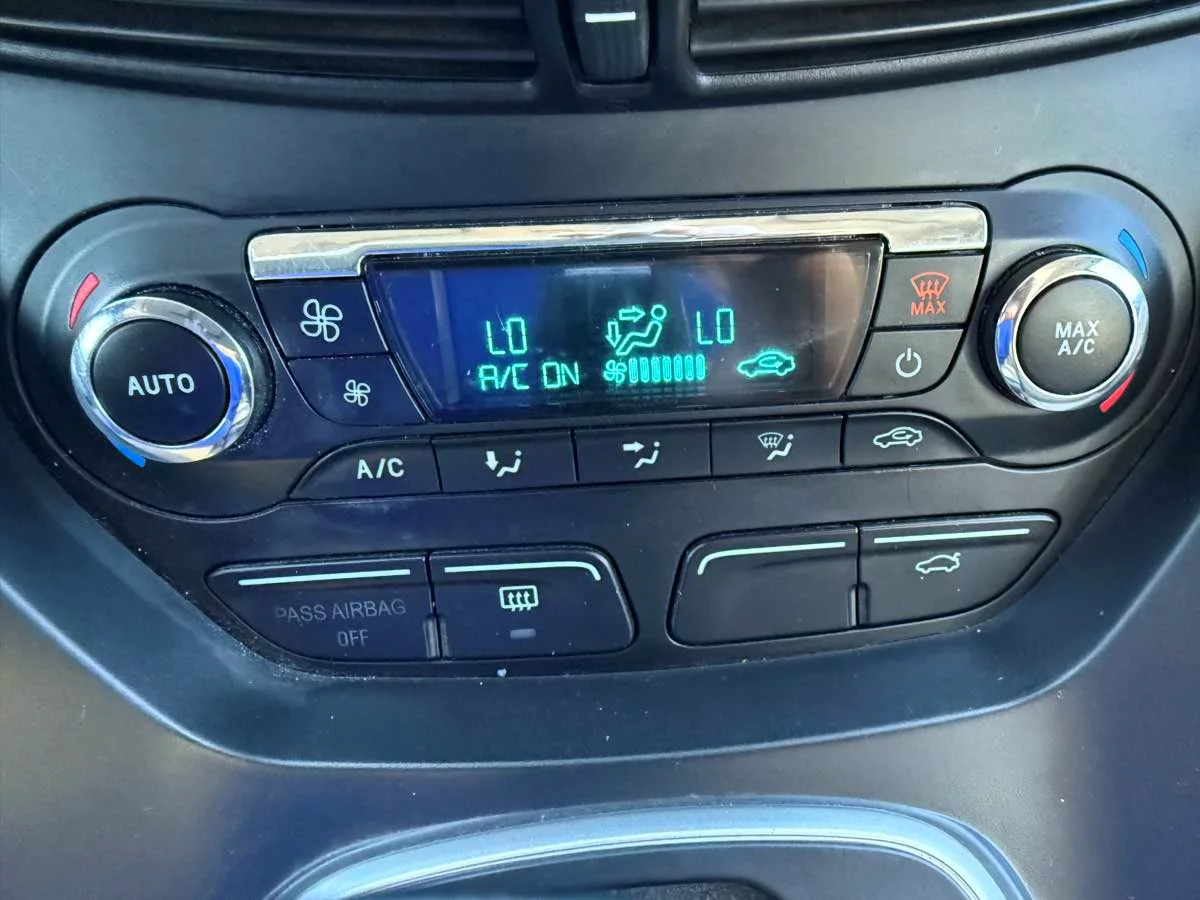 MAX
LO
LO
AUTO
MAX
A/C
A/C ON
A/C
PASS AIRBAG
OFF